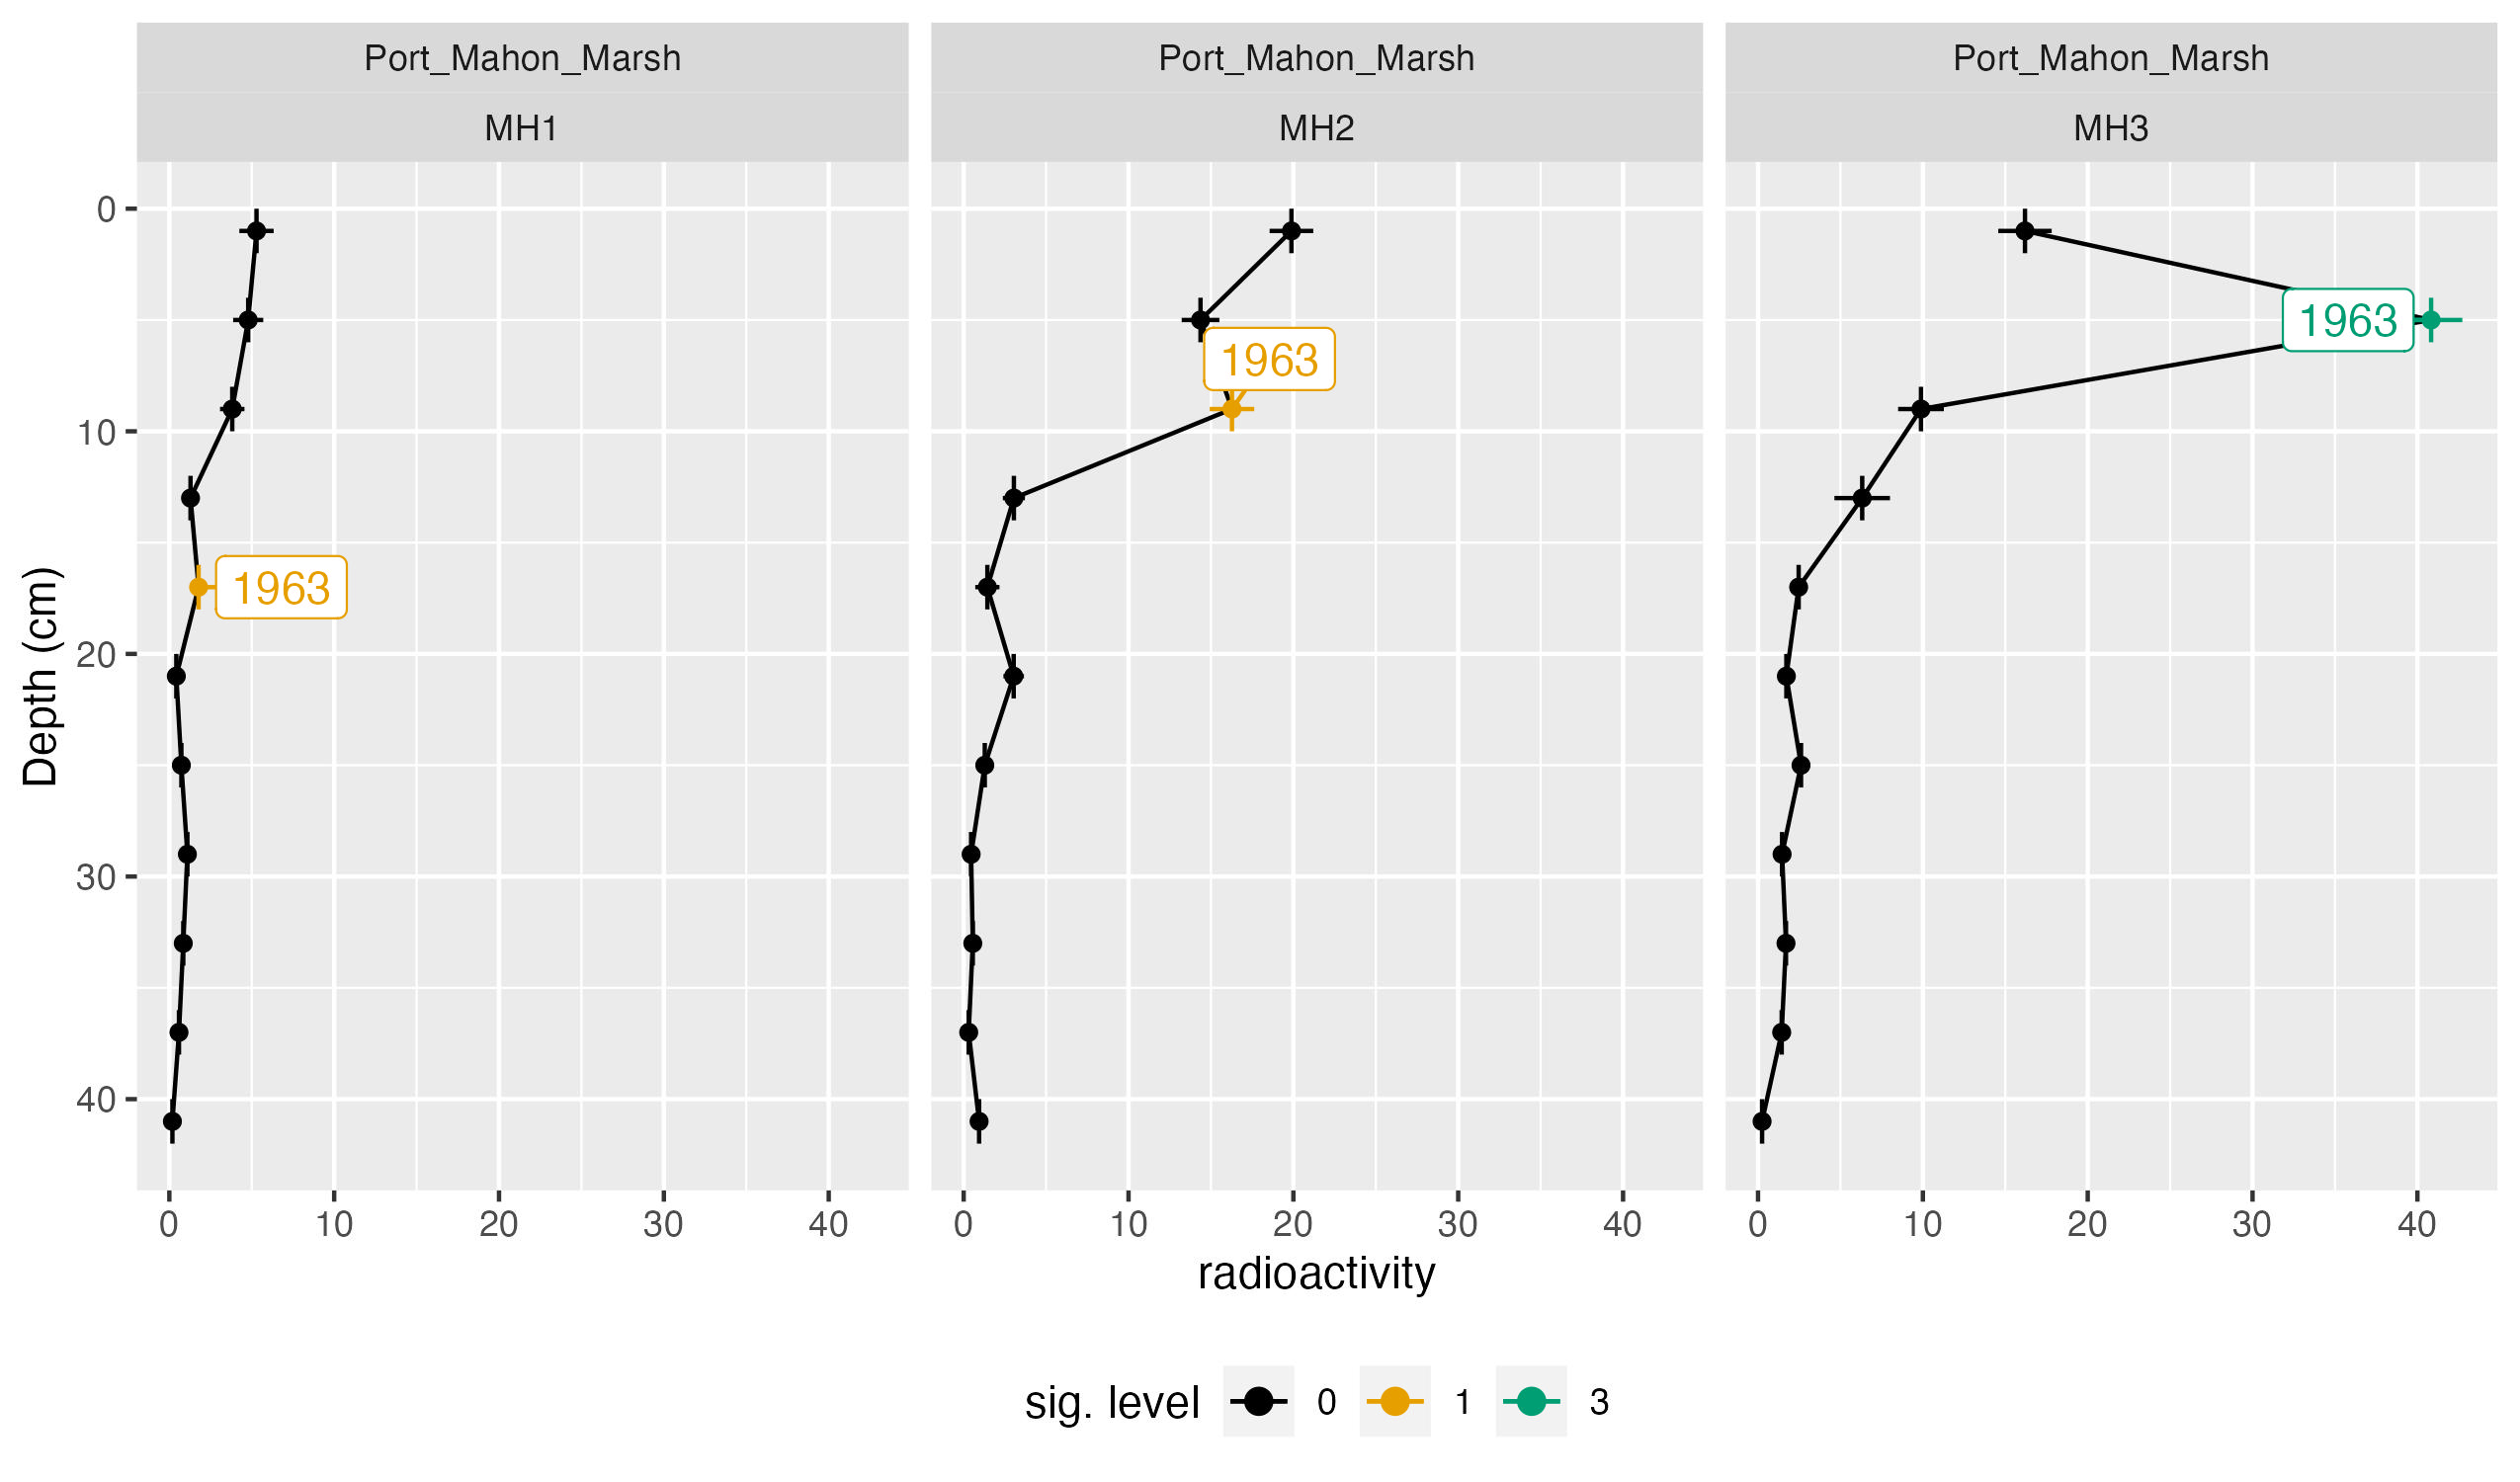 Port_Mahon_Marsh Port_Mahon_Marsh Port_Mahon_Marsh
MH1 MH2 MH3
0
1963
1963
10
1963
20
30
40
Depth (cm)
0 10 20 30 40 0 10 20 30 40 0 10 20 30 40
radioactivity
sig. level 0 1 3